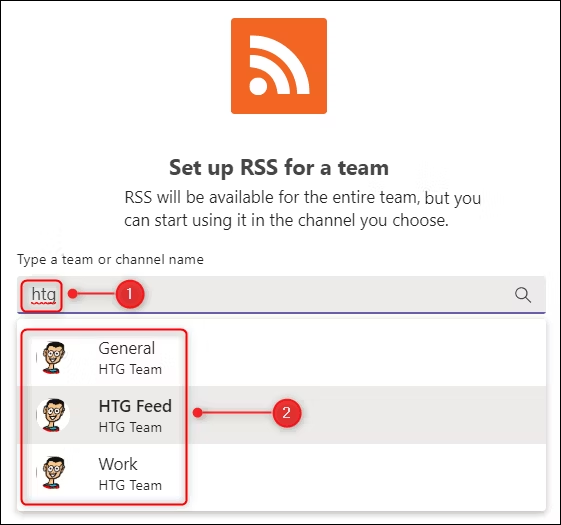 Set up RSS for a team
RSS will be available for the entire team, but you
can start using it in the channel you choose.
Type a team or channel name
htg
1
General
HTG Team
HTG Feed
HTG Team
2
Work
HTG Team